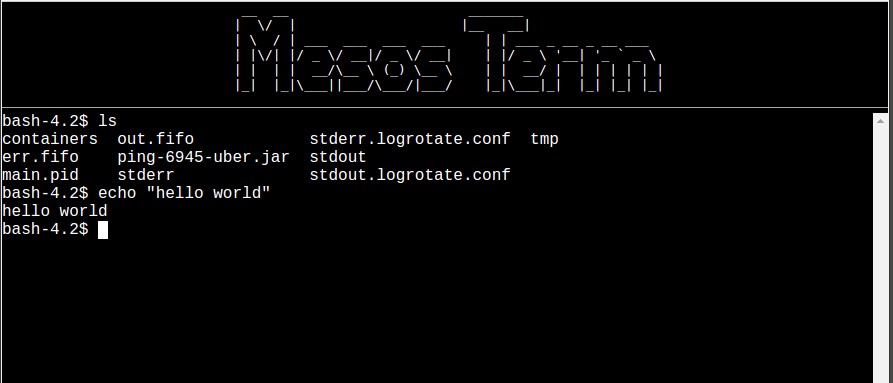 Mesos Term
bash-4.2$ ls
containers  out.fifo            stderr.logrotate.conf  tmp
err.fifo    ping-6945-uber.jar  stdout
main.pid    stderr              stdout.logrotate.conf
bash-4.2$ echo "hello world"
hello world
bash-4.2$